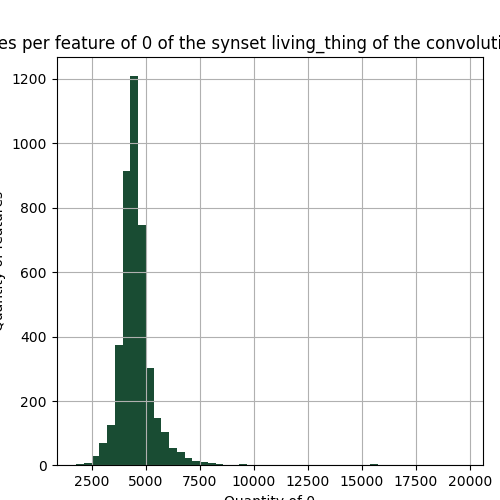 es per feature of 0 of the synset living_thing of the convoluti
1200
1000
800
600
400
200
0
Quantity of features
2500 5000 7500 10000 12500 15000 17500 20000
Quantity of 0